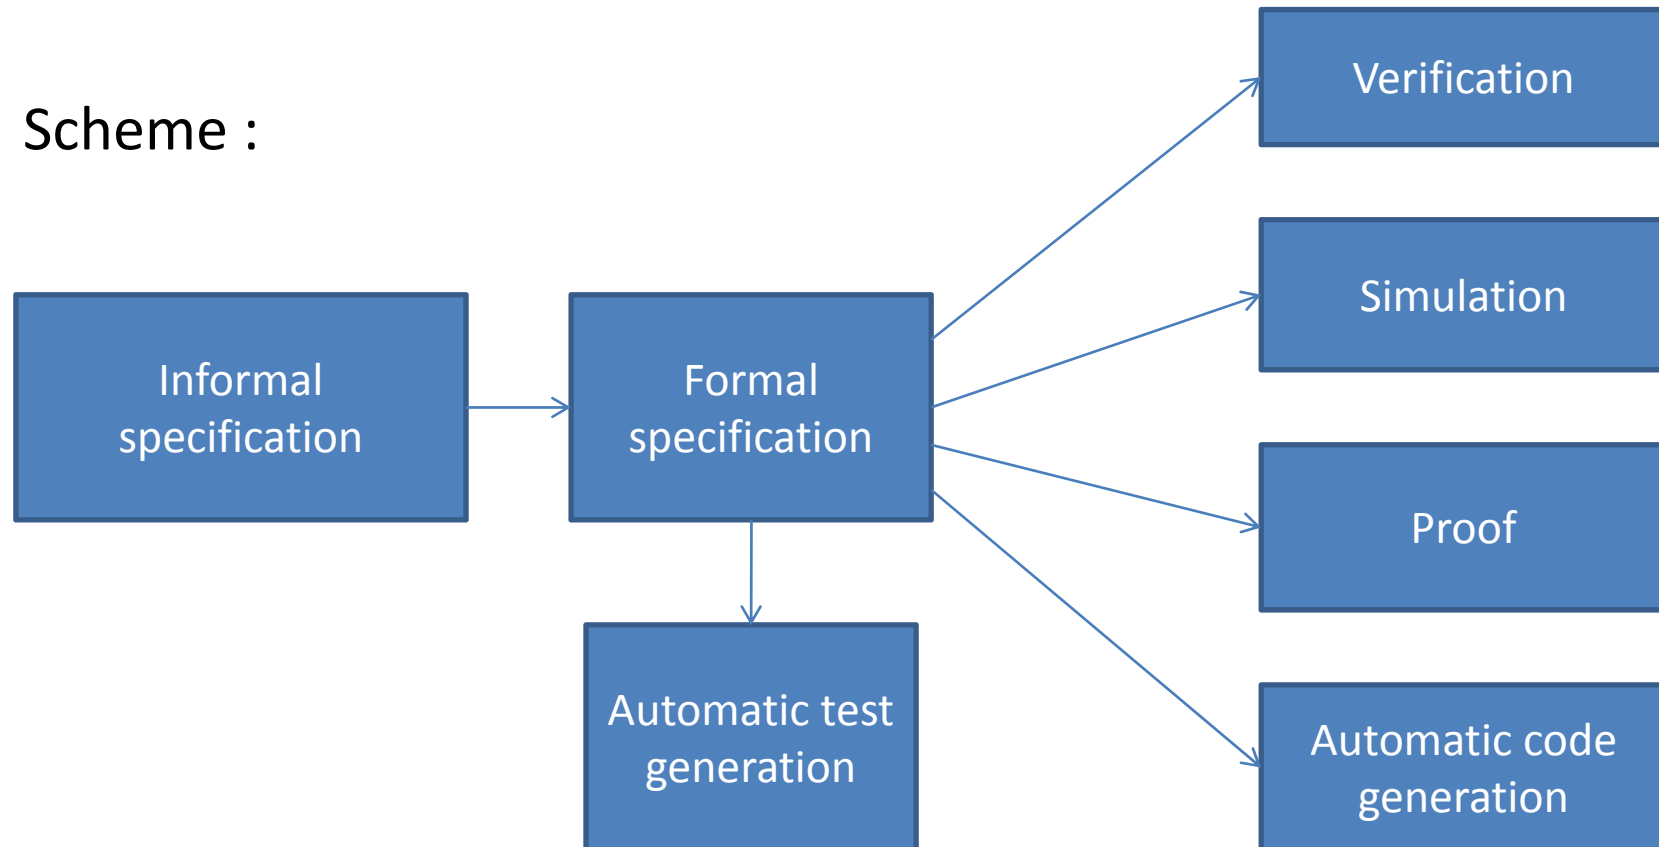 Scheme :
Informal
specification
Formal
specification
Verification
Simulation
Proof
Automatic code
generation
Automatic test
generation